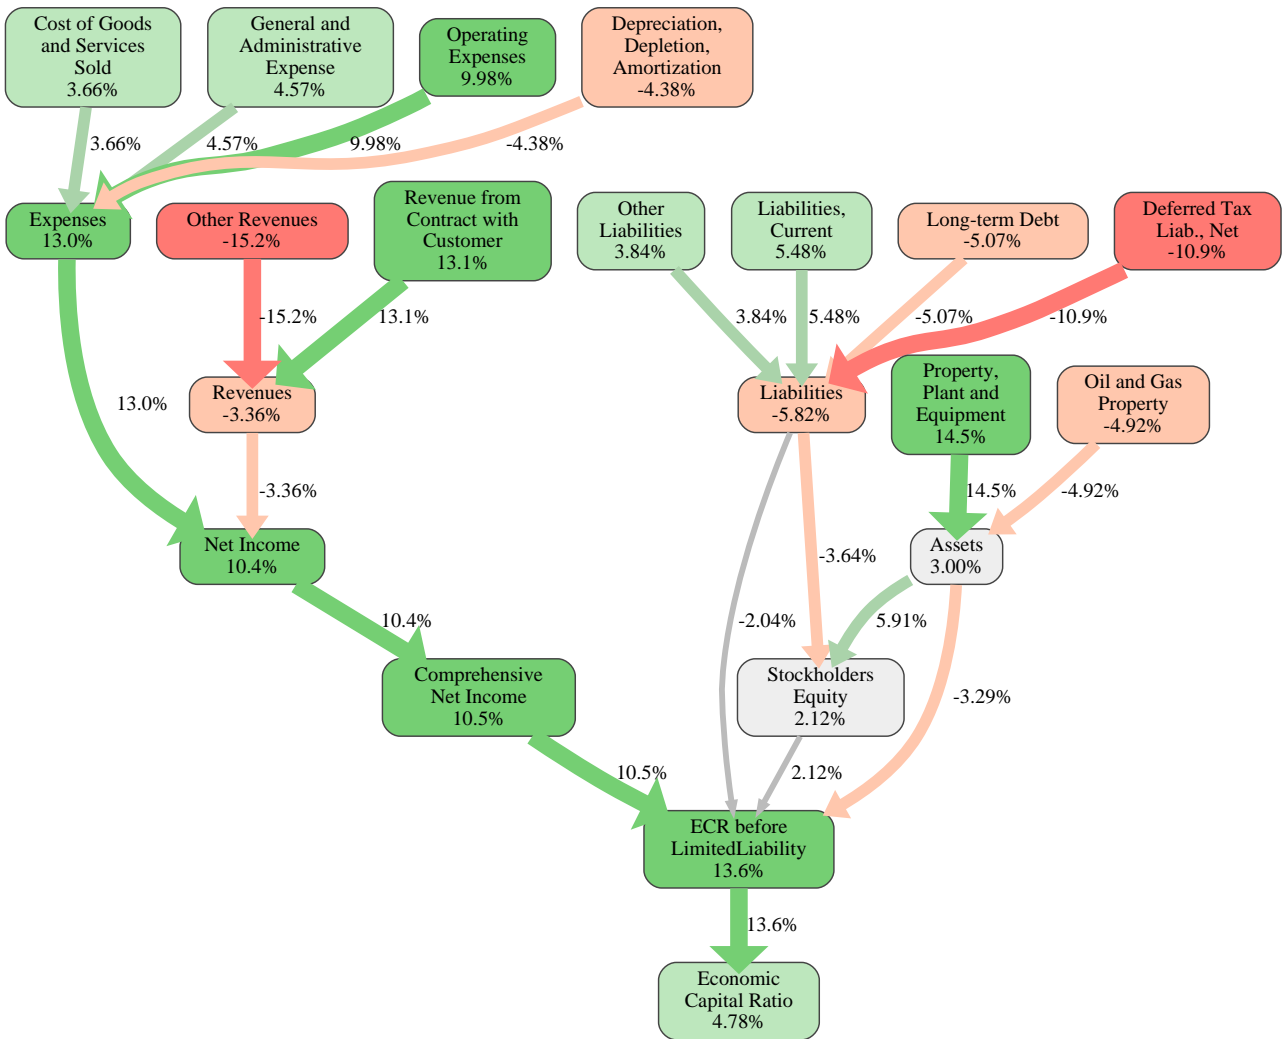 Cost of Goods
and Services
Sold
3.66%
General and
Administrative
Expense
4.57%
Operating
Expenses
9.98%
Depreciation,
Depletion,
Amortization
-4.38%
3.66%
4.57%
9.98%
-4.38%
Expenses
13.0%
Other Revenues
-15.2%
Revenue from
Contract with
Customer
13.1%
Other
Liabilities
3.84%
Liabilities,
Current
5.48%
Long-term Debt
-5.07%
Deferred Tax
Liab., Net
-10.9%
-15.2%
13.1%
3.84%
5.48%
-5.07%
-10.9%
13.0%
Revenues
-3.36%
Liabilities
-5.82%
Property,
Plant and
Equipment
14.5%
Oil and Gas
Property
-4.92%
-3.36%
14.5%
-4.92%
Net Income
10.4%
-3.64%
Assets
3.00%
10.4%
-2.04%
5.91%
Comprehensive
Net Income
10.5%
Stockholders
Equity
2.12%
-3.29%
10.5%
2.12%
ECR before
LimitedLiability
13.6%
13.6%
Economic
Capital Ratio
4.78%